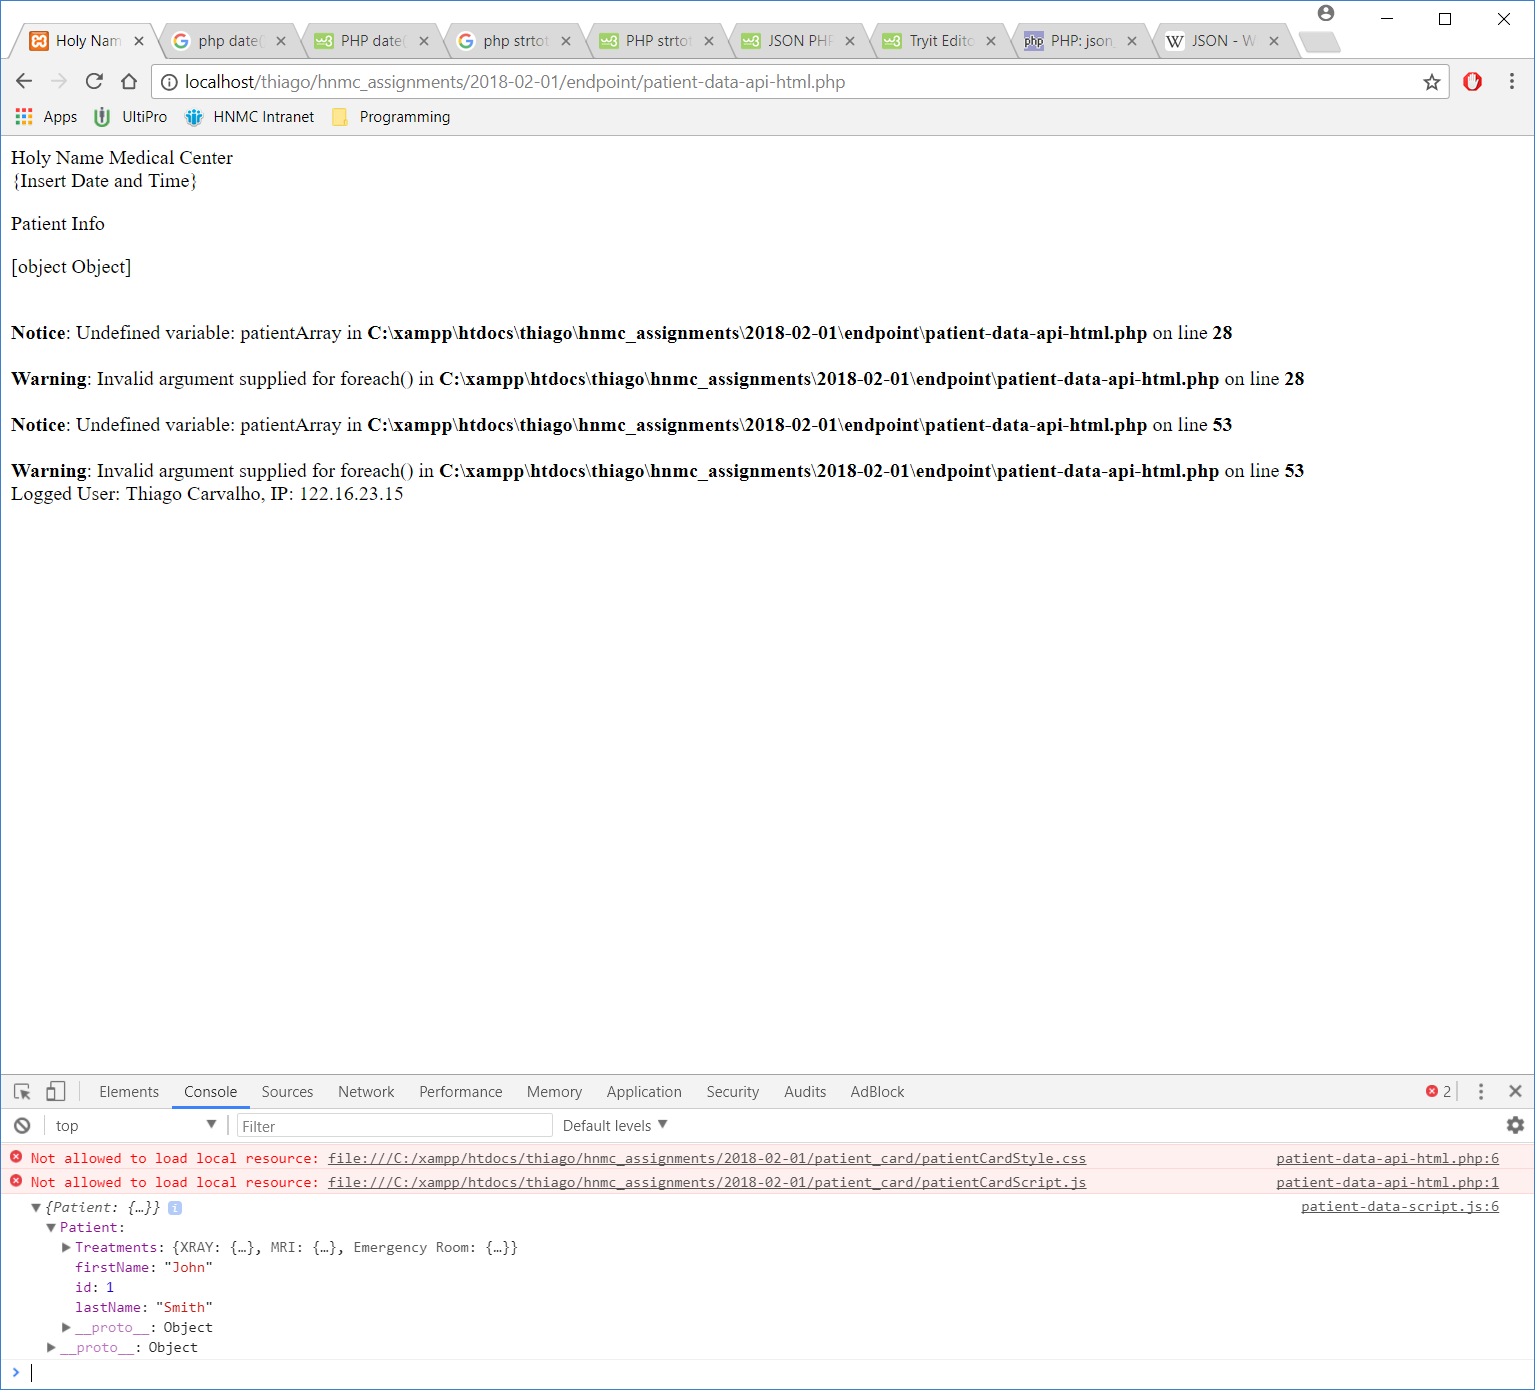 Holy Nam
php date(
PHP date(
php strtot
PHP strtot
JSON PHP
Tryit Edito
php PHP: json_
W JSON - W
localhost/thiago/hnmc_assignments/2018-02-01/endpoint/patient-data-api-html.php
Apps UltiPro HNMC Intranet Programming
Holy Name Medical Center
{Insert Date and Time}
Patient Info
[object Object]
Notice: Undefined variable: patientArray in C:\xampp\htdocs\thiago\hnmc_assignments\2018-02-01\endpoint\patient-data-api-html.php on line 28
Warning: Invalid argument supplied for foreach() in C:\xampp\htdocs\thiago\hnmc_assignments\2018-02-01\endpoint\patient-data-api-html.php on line 28
Notice: Undefined variable: patientArray in C:\xampp\htdocs\thiago\hnmc_assignments\2018-02-01\endpoint\patient-data-api-html.php on line 53
Warning: Invalid argument supplied for foreach() in C:\xampp\htdocs\thiago\hnmc_assignments\2018-02-01\endpoint\patient-data-api-html.php on line 53
Logged User: Thiago Carvalho, IP: 122.16.23.15
Elements Console Sources Network Performance Memory Application Security Audits AdBlock 2
top Filter Default levels
Not allowed to load local resource: file:///C:/xampp/htdocs/thiago/hnmc_assignments/2018-02-01/patient_card/patientCardStyle.css patient-data-api-html.php:6
Not allowed to load local resource: file:///C:/xampp/htdocs/thiago/hnmc_assignments/2018-02-01/patient_card/patientCardScript.js patient-data-api-html.php:1
{Patient: {…}} i patient-data-script.js:6
Patient:
Treatments: {XRAY: {…}, MRI: {…}, Emergency Room: {…}}
firstName: "John"
id: 1
lastName: "Smith"
__proto__: Object
__proto__: Object